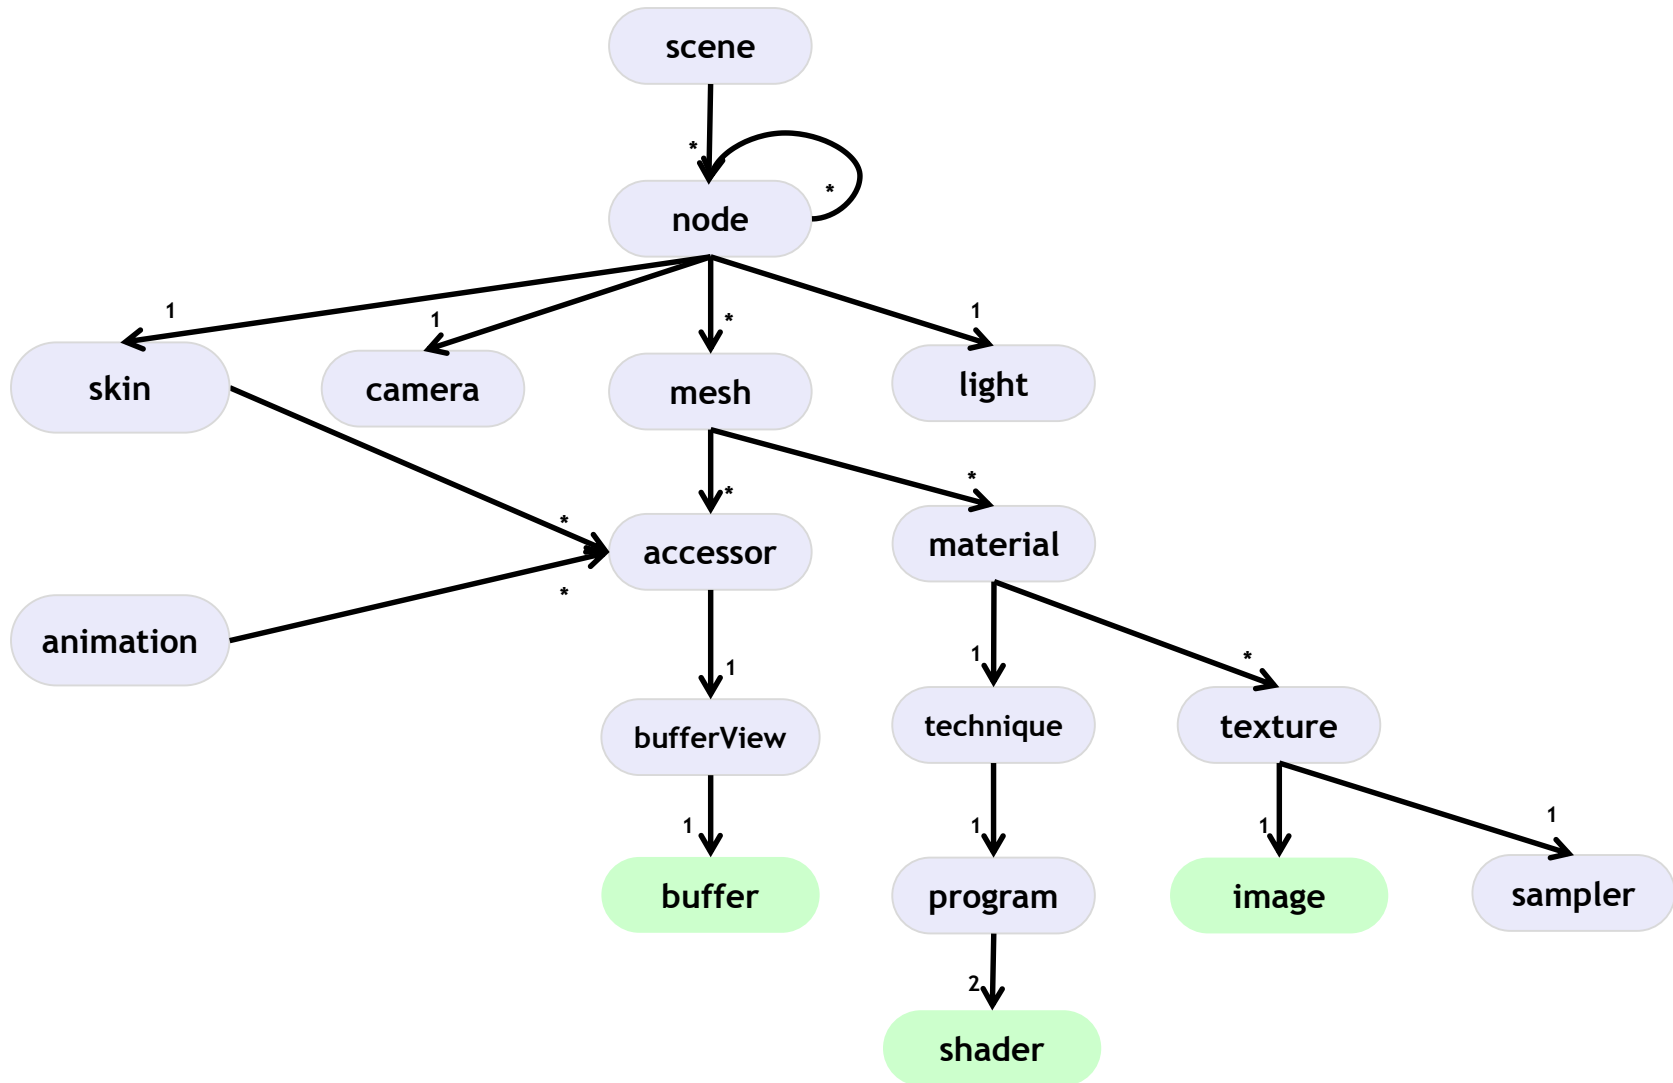 scene
*
*
node
1
1
*
1
skin
camera
mesh
light
*
*
*
accessor
material
*
animation
1
1
*
bufferView
technique
texture
1
1
1
1
buffer
program
image
sampler
2
shader